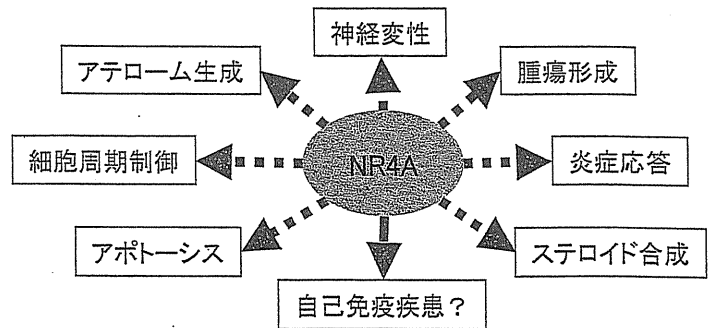 神経変性
アテローム生成
腫瘍形成
細胞周期制御
NR4A
炎症応答
アポトーシス
ステロイド合成
自己免疫疾患？